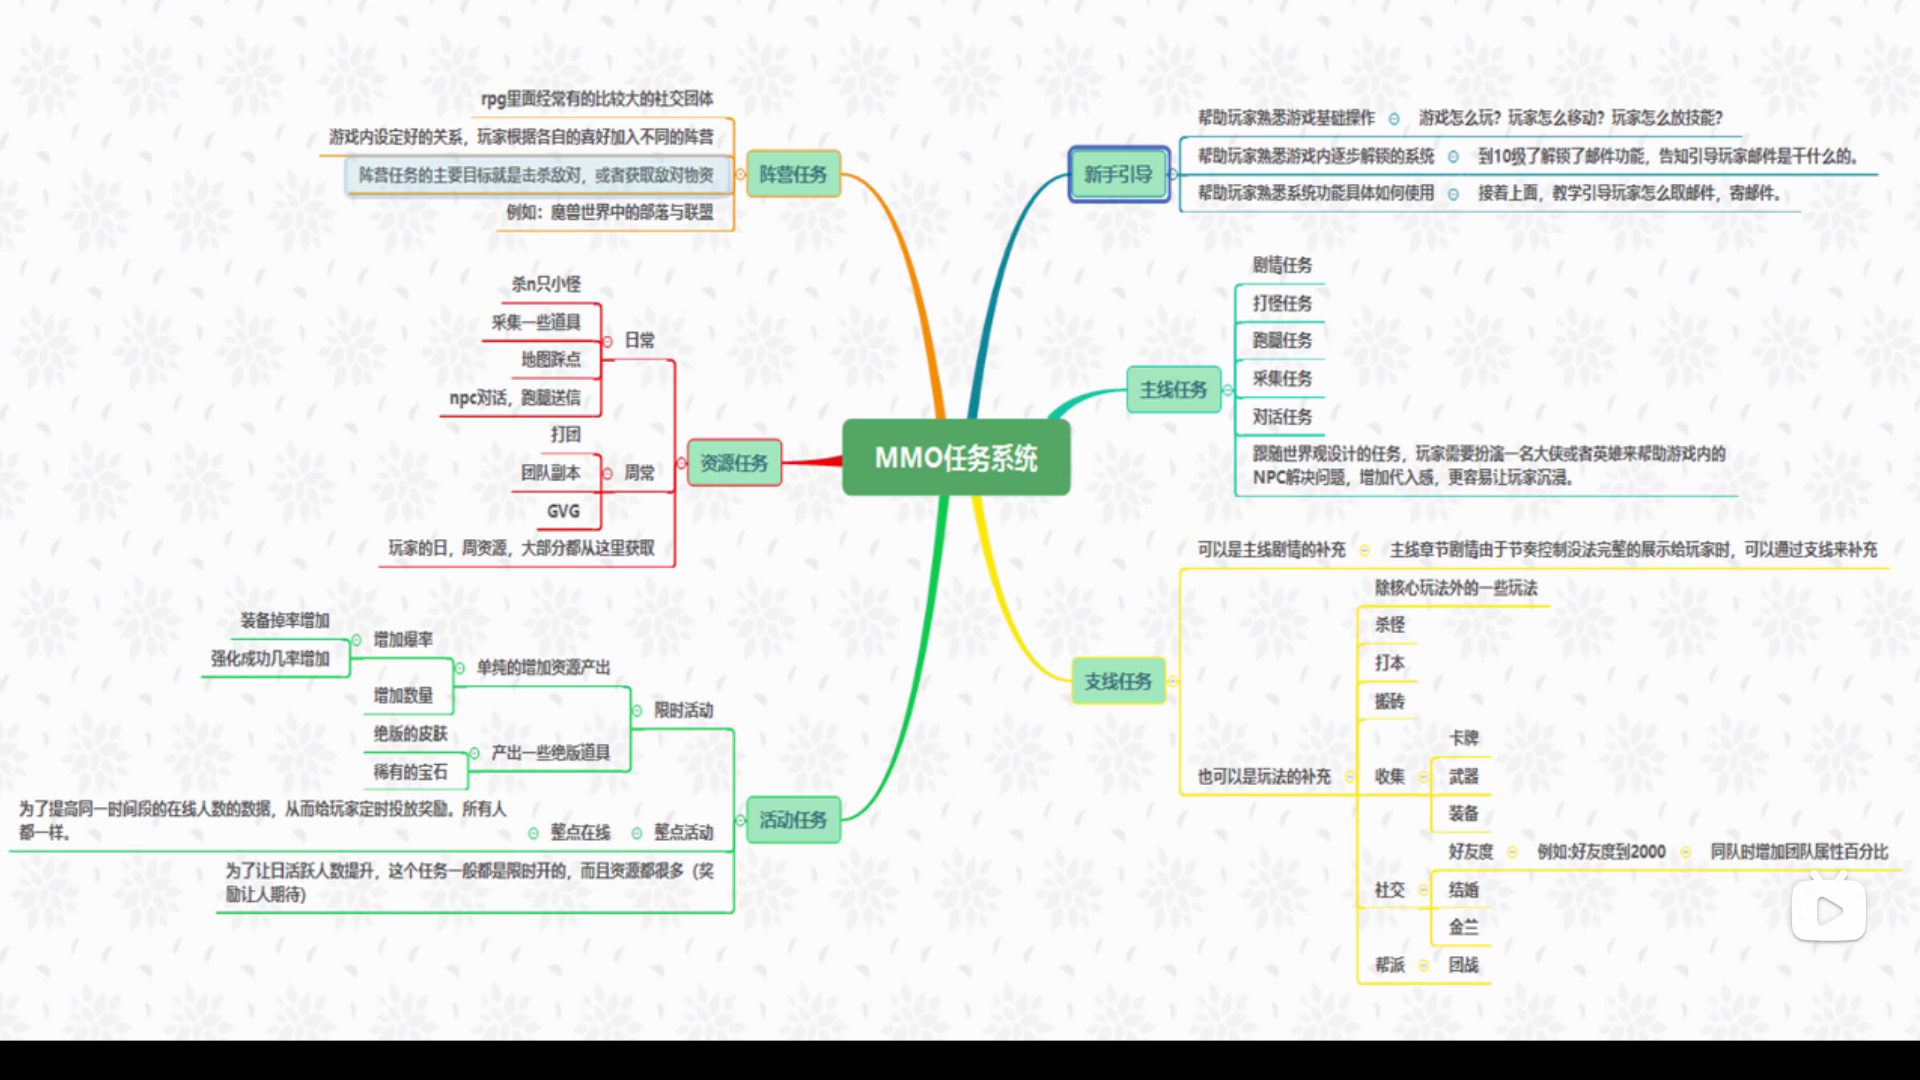 MMO任务系统
新手引导
帮助玩家熟悉游戏基础操作
游戏怎么玩？玩家怎么移动？玩家怎么放技能？
帮助玩家熟悉游戏内逐步解锁的系统
到10级了解锁了邮件功能，告知引导玩家邮件是干什么的。
帮助玩家熟悉系统功能具体如何使用
接着上面，教学引导玩家怎么取邮件，寄邮件。
主线任务
剧情任务
打怪任务
跑腿任务
采集任务
对话任务
跟随世界观设计的任务，玩家需要扮演一名大侠或者英雄来帮助游戏内的
NPC解决问题，增加代入感，更容易让玩家沉浸。
支线任务
可以是主线剧情的补充
主线章节剧情由于节奏控制没法完整的展示给玩家时，可以通过支线来补充
也可以是玩法的补充
除核心玩法外的一些玩法
杀怪
打本
搬砖
收集
卡牌
武器
装备
社交
好友度
例如:好友度到2000
同队时增加团队属性百分比
结婚
金兰
帮派
团战
阵营任务
rpg里面经常有的比较大的社交团体
游戏内设定好的关系，玩家根据各自的喜好加入不同的阵营
阵营任务的主要目标就是击杀敌对，或者获取敌对物资
例如：魔兽世界中的部落与联盟
资源任务
日常
杀n只小怪
采集一些道具
地图踩点
npc对话，跑腿送信
周常
打团
团队副本
GVG
玩家的日，周资源，大部分都从这里获取
活动任务
限时活动
单纯的增加资源产出
增加爆率
装备掉率增加
强化成功几率增加
增加数量
产出一些绝版道具
绝版的皮肤
稀有的宝石
整点活动
整点在线
为了提高同一时间段的在线人数的数据，从而给玩家定时投放奖励。所有人
都一样。
为了让日活跃人数提升，这个任务一般都是限时开的，而且资源都很多（奖
励让人期待)